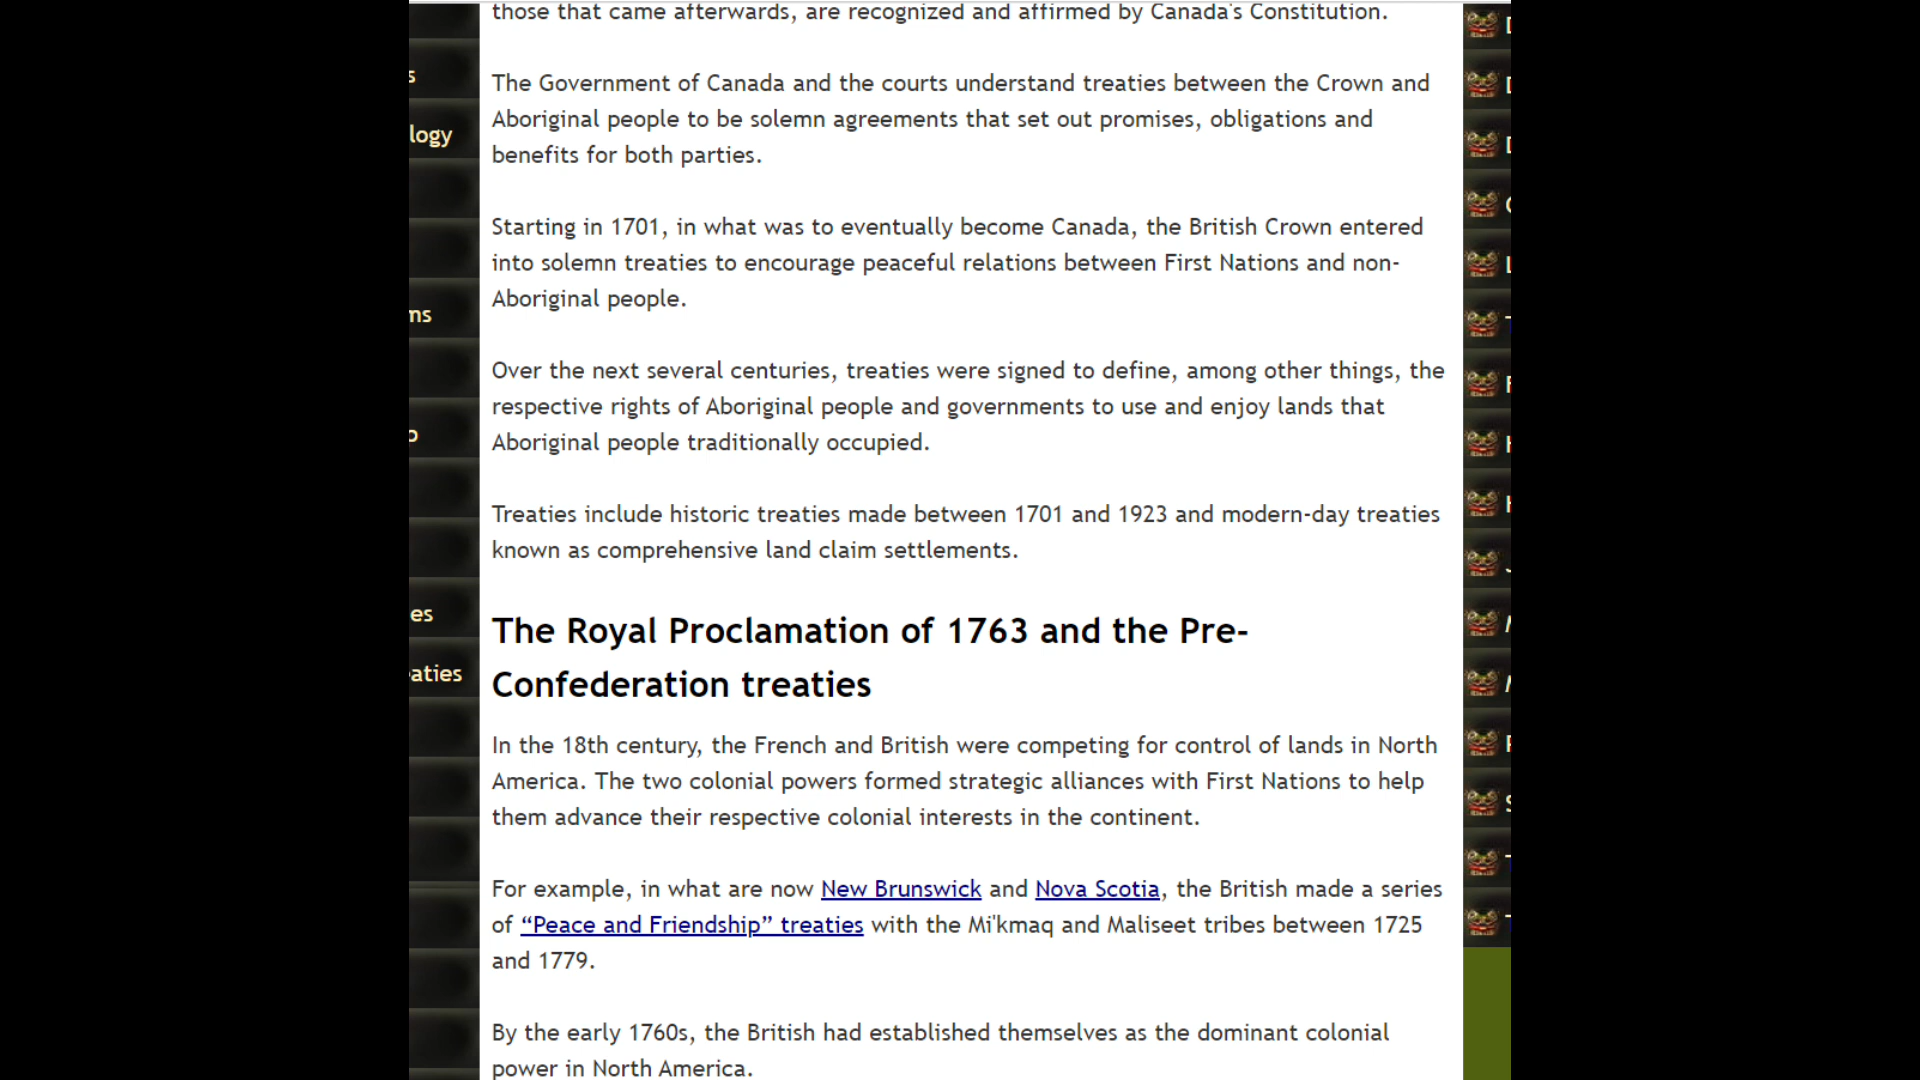 those that came afterwards, are recognized and affirmed by Canada's Constitution.
The Government of Canada and the courts understand treaties between the Crown and
Aboriginal people to be solemn agreements that set out promises, obligations and
benefits for both parties.
Starting in 1701, in what was to eventually become Canada, the British Crown entered
into solemn treaties to encourage peaceful relations between First Nations and non-
Aboriginal people.
Over the next several centuries, treaties were signed to define, among other things, the
respective rights of Aboriginal people and governments to use and enjoy lands that
Aboriginal people traditionally occupied.
Treaties include historic treaties made between 1701 and 1923 and modern-day treaties
known as comprehensive land claim settlements.
The Royal Proclamation of 1763 and the Pre-
Confederation treaties
In the 18th century, the French and British were competing for control of lands in North
America. The two colonial powers formed strategic alliances with First Nations to help
them advance their respective colonial interests in the continent.
For example, in what are now New Brunswick and Nova Scotia, the British made a series
of “Peace and Friendship” treaties with the Mi'kmaq and Maliseet tribes between 1725
and 1779.
By the early 1760s, the British had established themselves as the dominant colonial
power in North America.